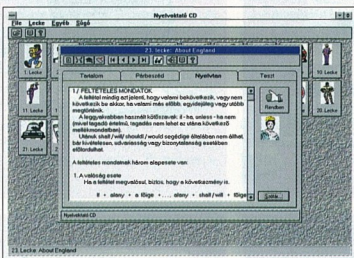 Nyelvoktató CD
File Lecke Egyéb Súgó
23. lecke: About England
Tartalom Párbeszéd Nyelvtan Teszt
1./ FELTÉTELES MONDATOK
A feltétel mindig azt jelenti, hogy valami bekövetkezik, vagy nem
következik be akkor, ha valami más előbb, egyidejűleg vagy utóbb
megtörténik.
A leggyakrabban használt kötőszavak: if - ha, unless - ha nem
(mivel tagadó értelmű, tagadás nem lehet az utána következő
mellékmondatban).
Utánuk shall / will / should / would segédige általában nem állhat,
bár kivételesen, udvariasság vagy bizonytalanság esetében
előfordulhat.
A feltételes mondatnak három alapesete van:
1. A valóság esete
Ha a feltétel megvalósul, biztos, hogy a következmény is.
If + alany + a főige + .... alany + shall / will + főige
Rendben
Nyelvoktató CD
1. lecke
10. lecke
11. lecke
20. lecke
21. lecke
23. lecke: About England